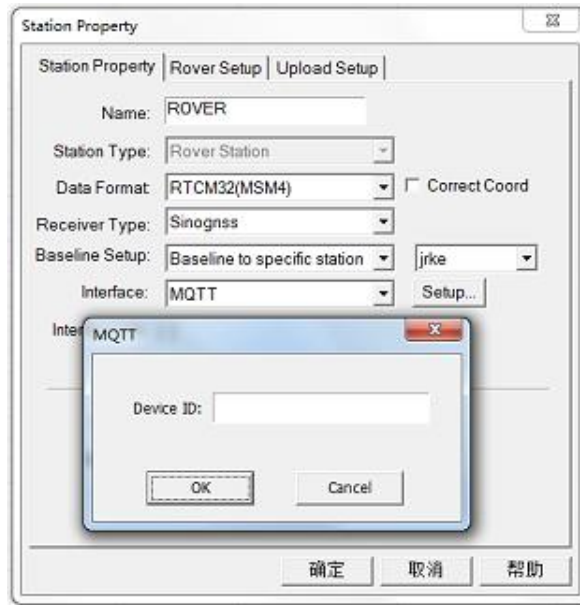 Station Property
Station Property Rover Setup Upload Setup
Name: ROVER
Station Type: Rover Station
Data Format RTCM32(MSM4) Correct Coord
Receiver Type: Sinognss
Baseline Setup: Baseline to specific station jrke
Interface: MQTT Setup...
Inter
MQTT
Device ID:
OK Cancel
确定 取消 帮助